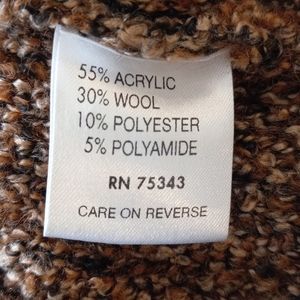 55% ACRYLIC
30% WOOL
10% POLYESTER
5% POLYAMIDE
RN 75343
CARE ON REVERSE